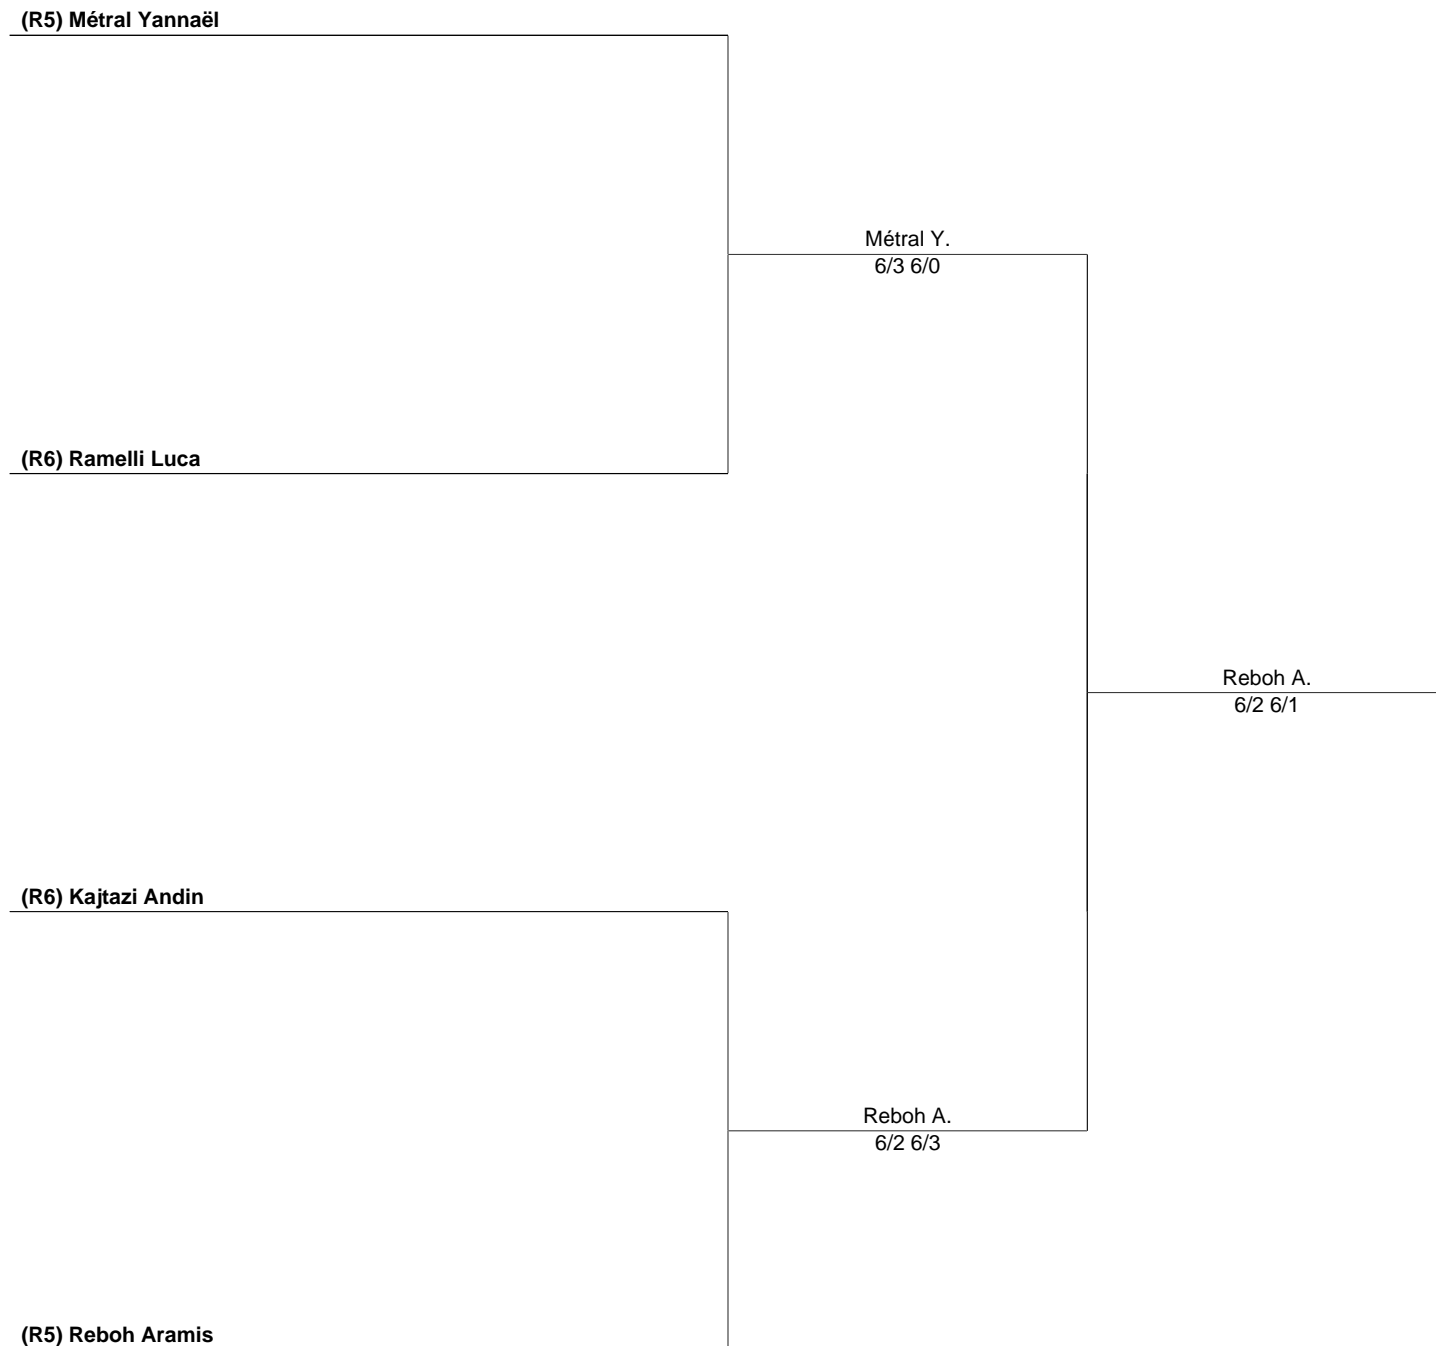 (R5) Métral Yannaël
Métral Y.
6/3 6/0
(R6) Ramelli Luca
Reboh A.
6/2 6/1
(R6) Kajtazi Andin
Reboh A.
6/2 6/3
(R5) Reboh Aramis